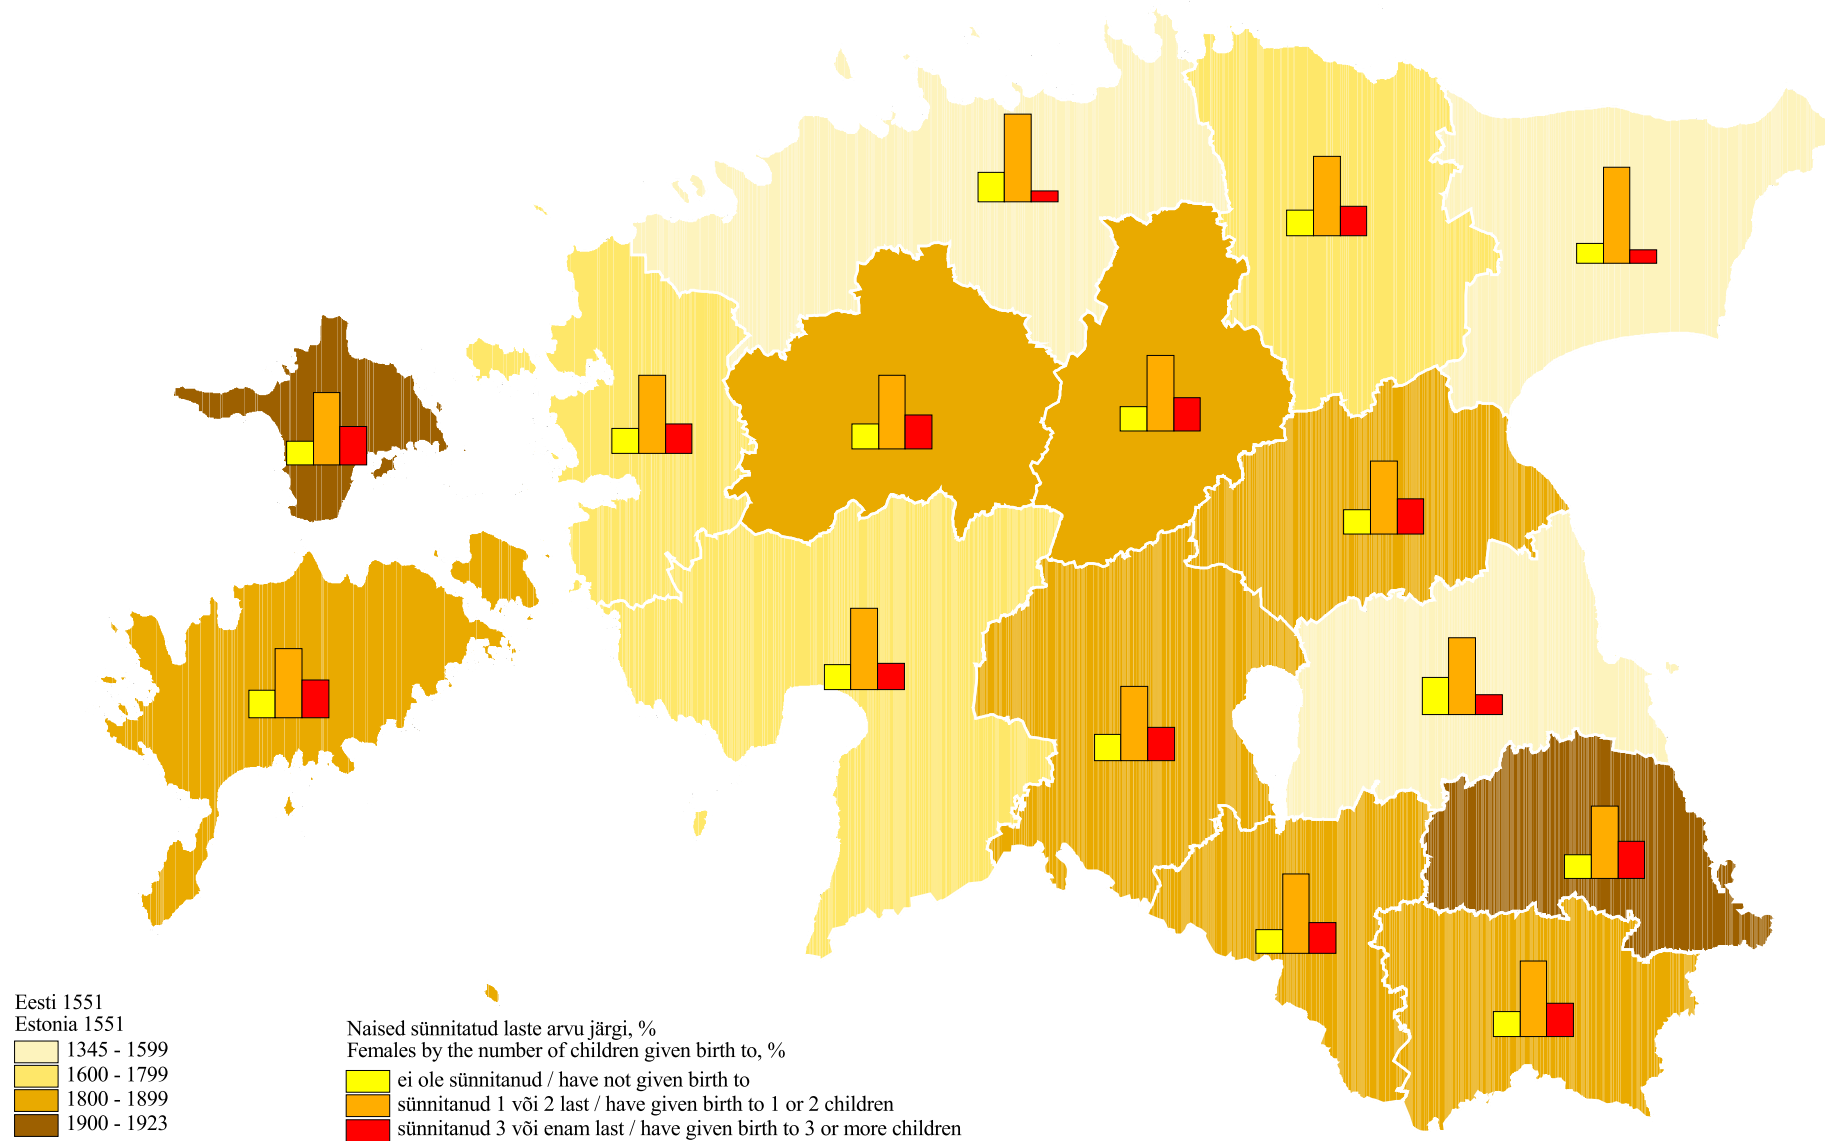 Eesti 1551
Estonia 1551
1345 - 1599
1600 - 1799
1800 - 1899
1900 - 1923
Naised sünnitatud laste arvu järgi, %
Females by the number of children given birth to, %
ei ole sünnitanud / have not given birth to
sünnitanud 1 või 2 last / have given birth to 1 or 2 children
sünnitanud 3 või enam last / have given birth to 3 or more children